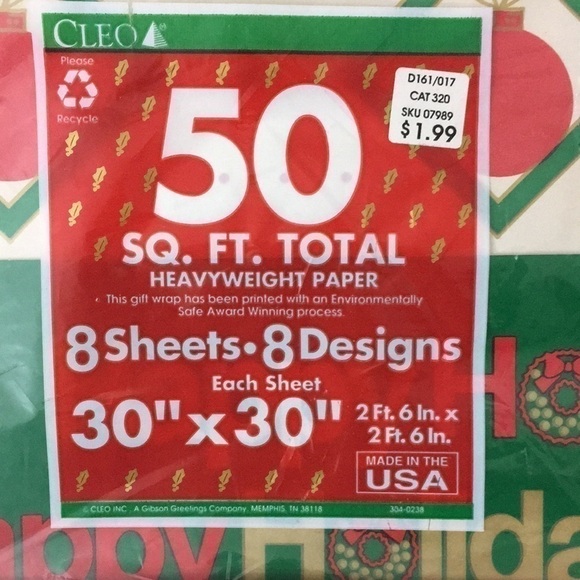 CLEO
Please
Recycle
D161/017
CAT 320
SKU 07989
$1.99
50
SQ. FT. TOTAL
HEAVYWEIGHT PAPER
This gift wrap has been printed with an Environmentally
Safe Award Winning process.
8 Sheets • 8 Designs
Each Sheet
30" x 30" 2 Ft. 6 In. x
2 Ft. 6 In.
MADE IN THE
USA
© CLEO INC., A Gibson Greetings Company, MEMPHIS, TN 38118 304-0238
Ho
appy Holida